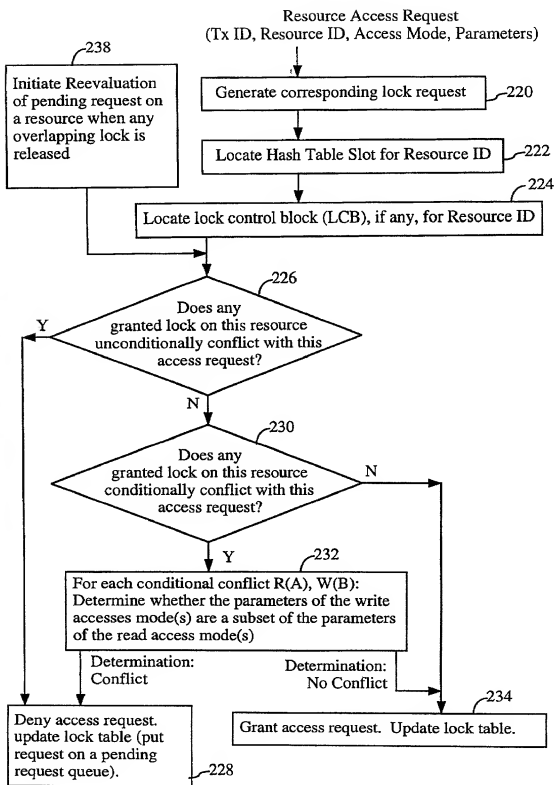 Resource Access Request
(Tx ID, Resource ID, Access Mode, Parameters)
238
Initiate Reevaluation
of pending request on
a resource when any
overlapping lock is
released
Generate corresponding lock request
220
Locate Hash Table Slot for Resource ID
222
224
Locate lock control block (LCB), if any, for Resource ID
226
Does any
granted lock on this resource
unconditionally conflict with this
access request?
Y
N
230
Does any
granted lock on this resource
conditionally conflict with this
access request?
N
Y
232
For each conditional conflict R(A), W(B):
Determine whether the parameters of the write
accesses mode(s) are a subset of the parameters
of the read access mode(s)
Determination:
Conflict
Determination:
No Conflict
234
Deny access request.
update lock table (put
request on a pending
request queue).
228
Grant access request. Update lock table.